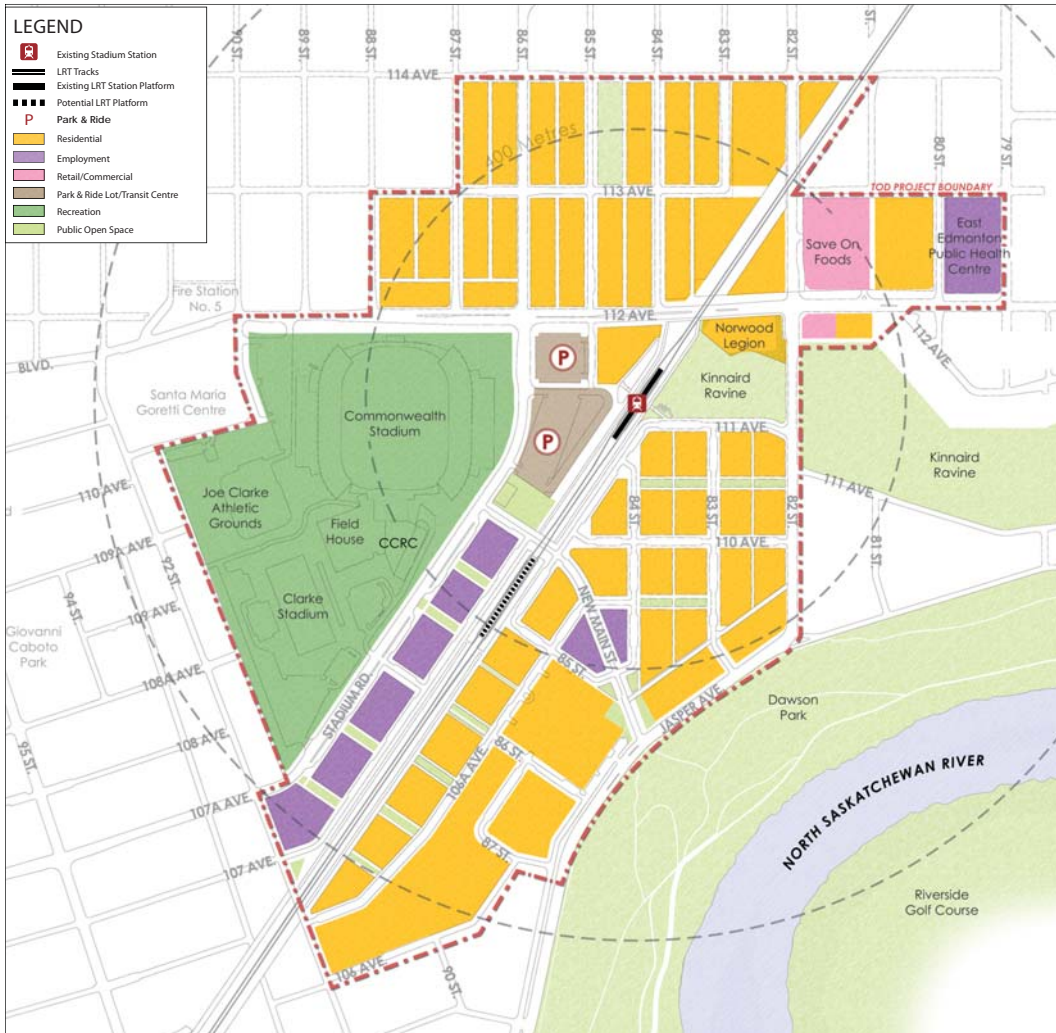 LEGEND
Existing Stadium Station
LRT Tracks
Existing LRT Station Platform
Potential LRT Platform
P Park & Ride
Residential
Employment
Retail/Commercial
Park & Ride Lot/Transit Centre
Recreation
Public Open Space
90 ST.
89 ST.
88 ST.
87 ST.
86 ST.
85 ST.
84 ST.
83 ST.
82 ST.
ST.
114 AVE.
80 ST.
79 ST.
400 Metres
113 AVE.
TOD PROJECT BOUNDARY
Save On
Foods
East
Edmonton
Public Health
Centre
Fire Station
No. 5
112 AVE.
Norwood
Legion
112 AVE.
BLVD.
Santa Maria
Goretti Centre
Commonwealth
Stadium
P
Kinnaird
Ravine
111 AVE.
P
Kinnaird
Ravine
110 AVE.
Joe Clarke
Athletic
Grounds
Field
House
CCRC
84 ST.
83 ST.
82 ST.
111 AVE.
109A AVE.
92 ST.
110 AVE.
81 ST.
94 ST.
109 AVE.
Clarke
Stadium
NEW MAIN ST.
Giovanni
Caboto
Park
108A AVE.
85 ST.
STADIUM RD.
JASPER AVE.
Dawson
Park
95 ST.
108 AVE.
86 ST.
106A AVE.
NORTH SASKATCHEWAN RIVER
107A AVE.
87 ST.
107 AVE.
Riverside
Golf Course
106 AVE.
90 ST.